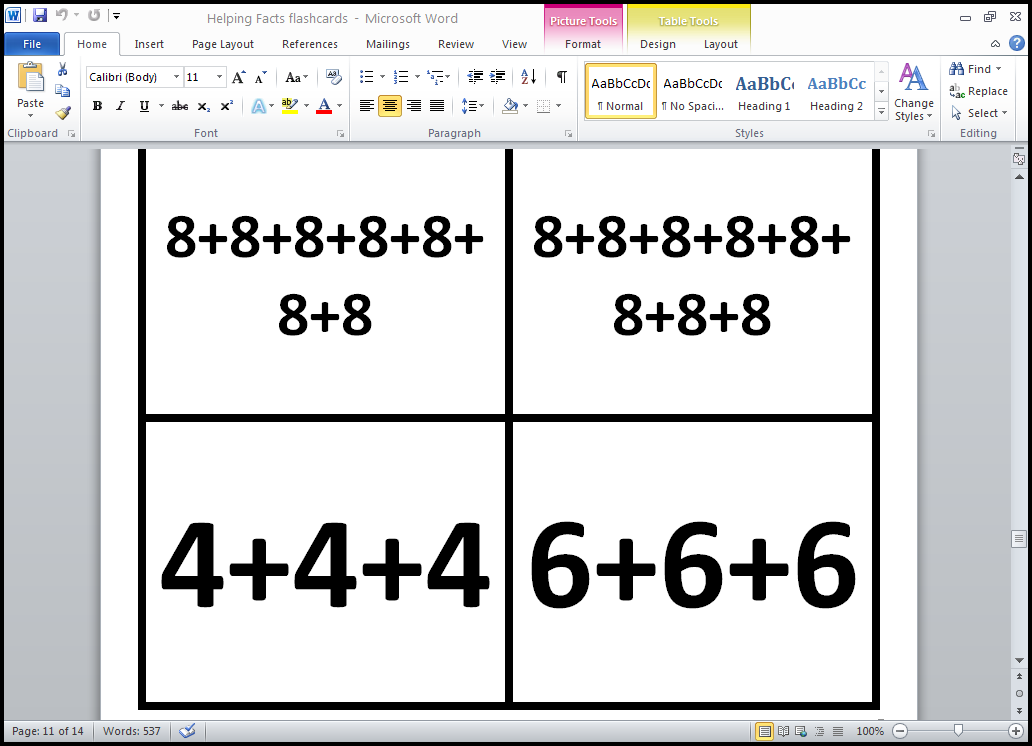 Helping Facts flashcards - Microsoft Word
Picture Tools
Table Tools
File Home Insert Page Layout References Mailings Review View Format Design Layout
Paste
Calibri (Body) 11
Clipboard Font Paragraph Styles Editing
AaBbCcDc
¶ Normal
AaBbCcDc
¶ No Spaci...
AaBbC
Heading 1
AaBbCc
Heading 2
Change
Styles
Find
Replace
Select
8+8+8+8+8+
8+8
8+8+8+8+8+
8+8+8
4+4+4
6+6+6
Page: 11 of 14 Words: 537 100%